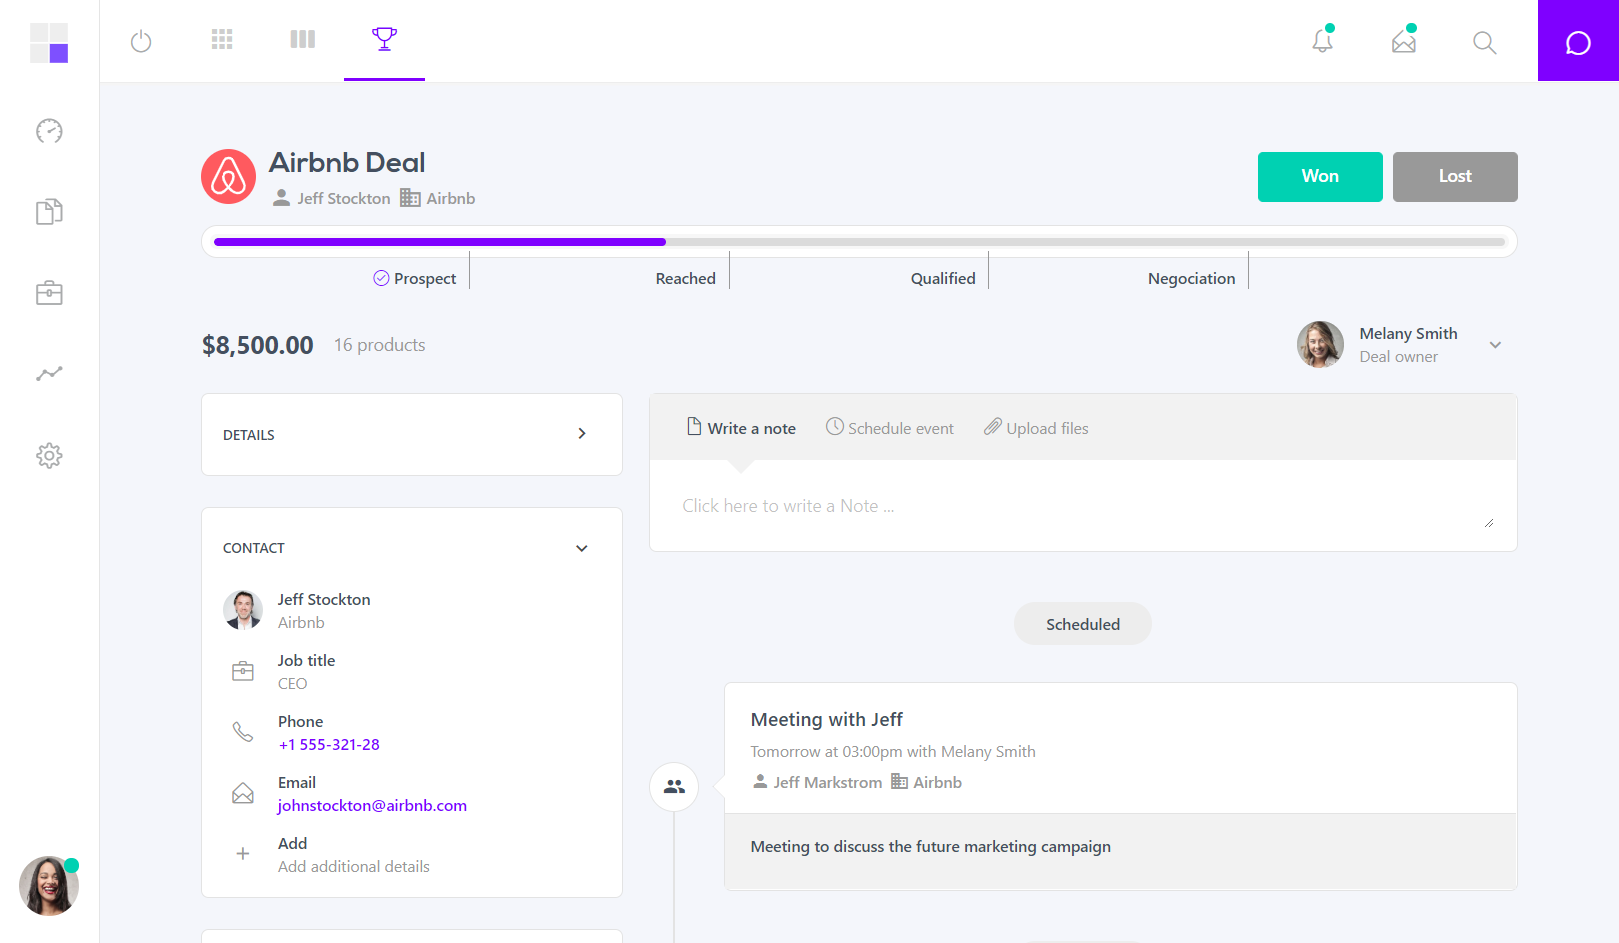 Airbnb Deal
Jeff Stockton Airbnb
Won
Lost
Prospect
Reached
Qualified
Negociation
$8,500.00 16 products
Melany Smith
Deal owner
DETAILS
CONTACT
Jeff Stockton
Airbnb
Job title
CEO
Phone
+1 555-321-28
Email
johnstockton@airbnb.com
Add
Add additional details
Write a note
Schedule event
Upload files
Click here to write a Note ...
Scheduled
Meeting with Jeff
Tomorrow at 03:00pm with Melany Smith
Jeff Markstrom Airbnb
Meeting to discuss the future marketing campaign